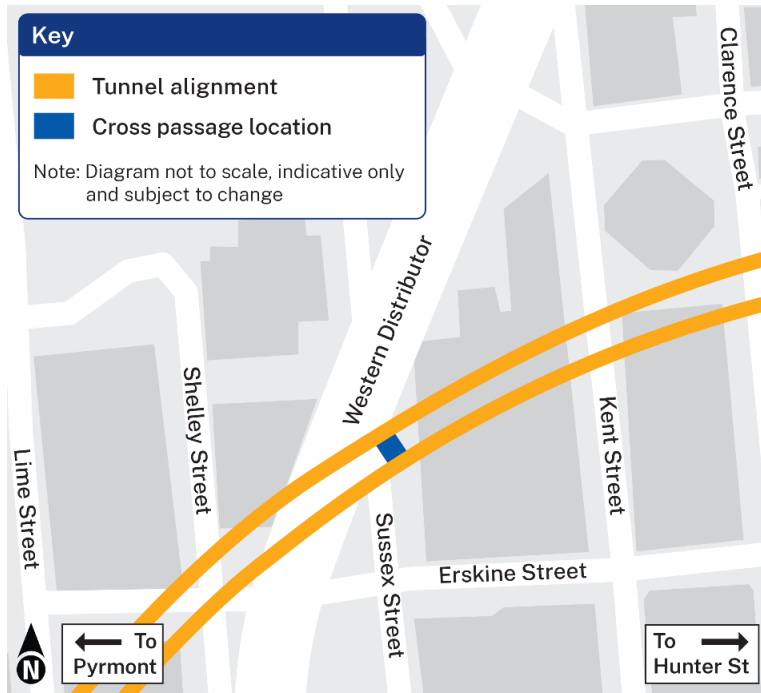 Key
Tunnel alignment
Cross passage location
Note: Diagram not to scale, indicative only
and subject to change
Clarence Street
Western Distributor
Shelley Street
Lime Street
Kent Street
Sussex Street
Erskine Street
N
To
Pyrmont
To
Hunter St